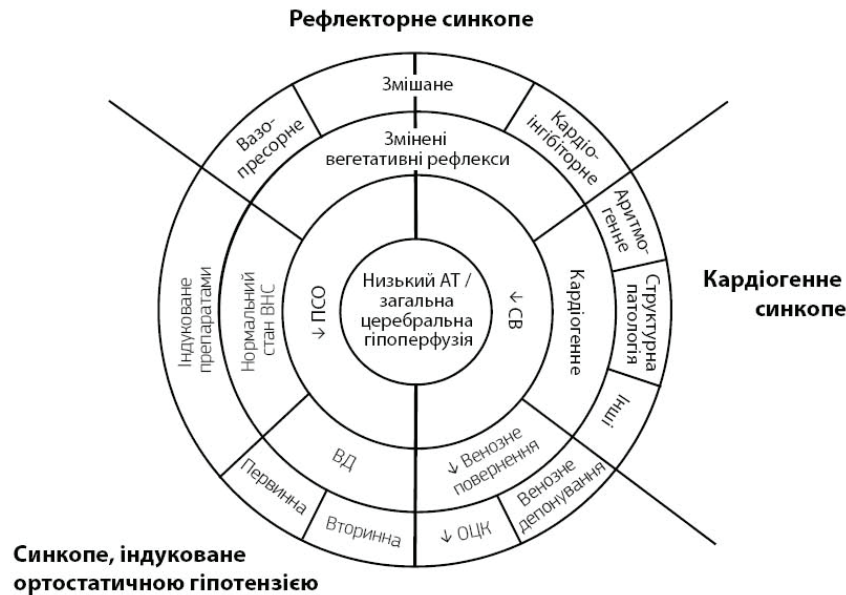 Рефлекторне синкопе
Змішане
Вазо-
пресорне
Кардіо-
інгібіторне
Змінені
вегетативні рефлекси
Аритмо-
генне
Структурна
патологія
Інші
Кардіогенне
синкопе
Індуковане
препаратами
Нормальний
стан ВНС
↓ ПСО
Низький АТ /
загальна
церебральна
гіпоперфузія
↓ СВ
Кардіогенне
ВД
↓ Венозне
повернення
Первинна
Вторинна
↓ ОЦК
Венозне
депонування
Синкопе, індуковане
ортостатичною гіпотензією